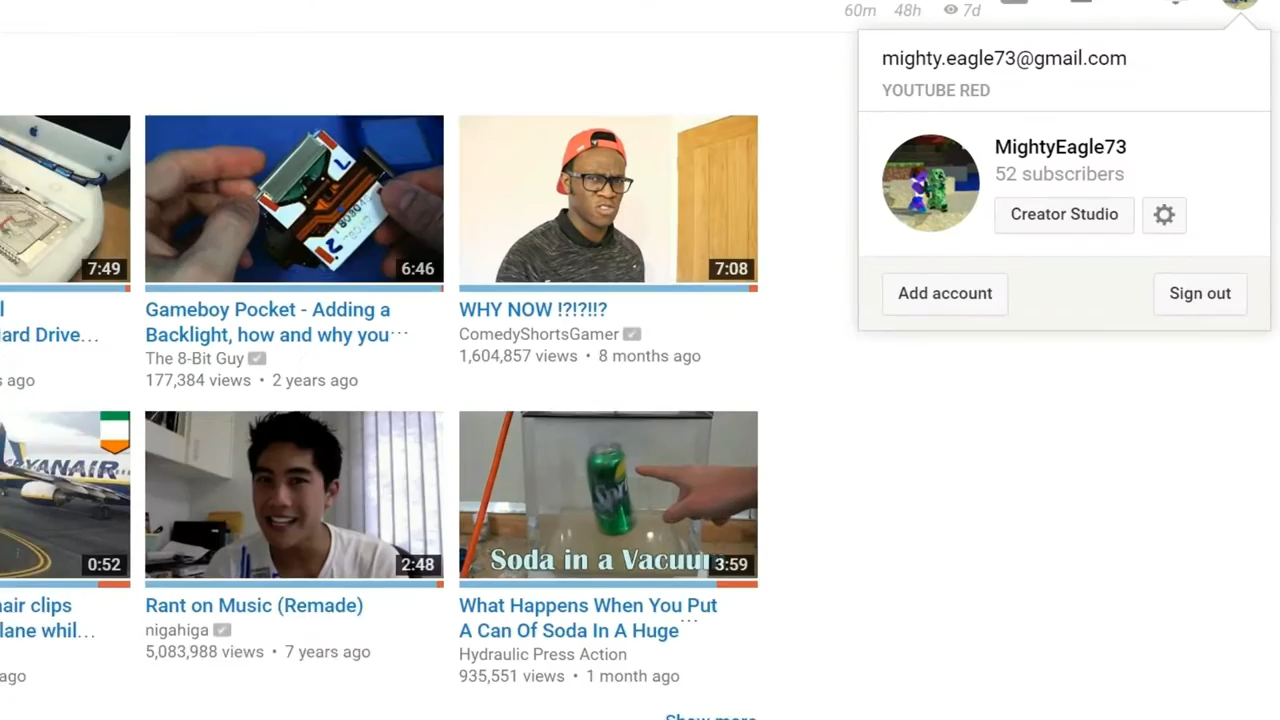 60m 48h 7d
mighty.eagle73@gmail.com
YOUTUBE RED
MightyEagle73
52 subscribers
Creator Studio
Add account
Sign out
7:49
6:46
7:08
l
ard Drive...
s ago
Gameboy Pocket - Adding a
Backlight, how and why you...
The 8-Bit Guy
177,384 views • 2 years ago
WHY NOW !?!?!!?
ComedyShortsGamer
1,604,857 views • 8 months ago
RYANAIR
Sprite
Soda in a Vacuu
0:52
2:48
3:59
air clips
lane whil...
ago
Rant on Music (Remade)
nigahiga
5,083,988 views • 7 years ago
What Happens When You Put
A Can Of Soda In A Huge ...
Hydraulic Press Action
935,551 views • 1 month ago
Show more